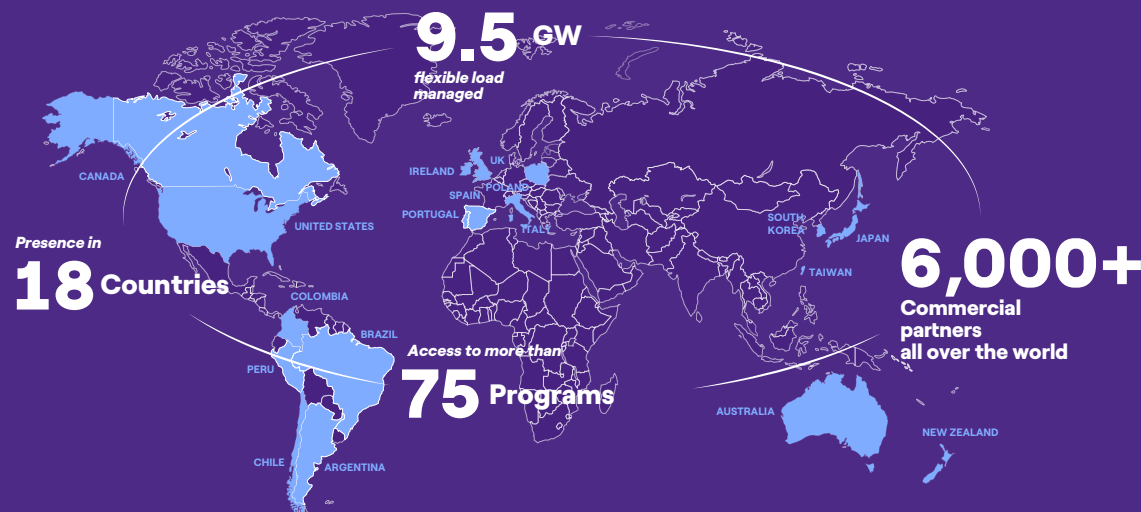 9.5 GW
flexible load
managed
CANADA
UNITED STATES
IRELAND
UK
POLAND
SPAIN
PORTUGAL
ITALY
SOUTH
KOREA
JAPAN
TAIWAN
Presence in
18 Countries
6,000+
Commercial
partners
all over the world
COLOMBIA
BRAZIL
PERU
Access to more than
75 Programs
CHILE
ARGENTINA
AUSTRALIA
NEW ZEALAND